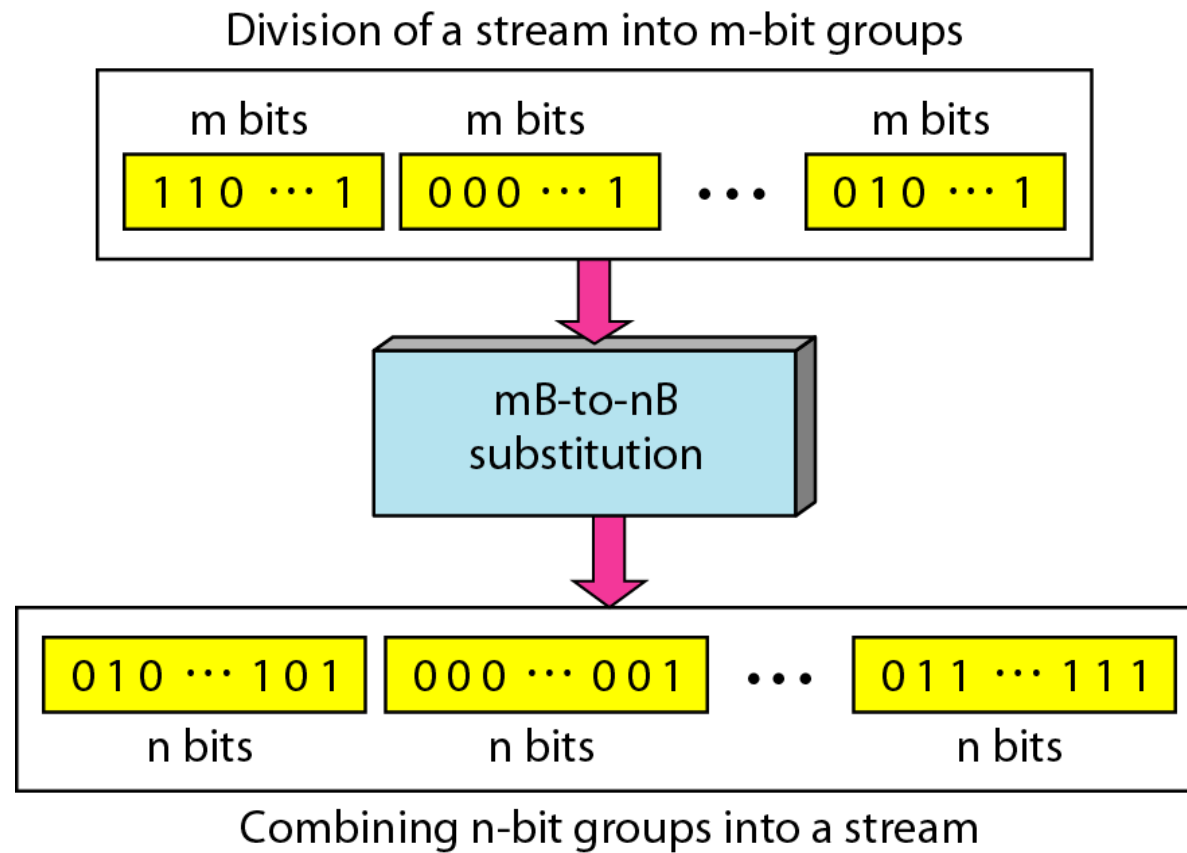 Division of a stream into m-bit groups
m bits m bits m bits
1 1 0 ··· 1 0 0 0 ··· 1 ••• 0 1 0 ··· 1
mB-to-nB
substitution
0 1 0 ··· 1 0 1 0 0 0 ··· 0 0 1 ••• 0 1 1 ··· 1 1 1
n bits n bits n bits
Combining n-bit groups into a stream